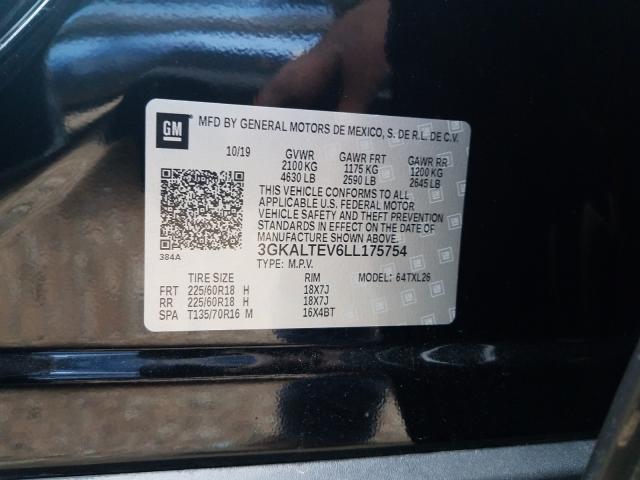 GM MFD BY GENERAL MOTORS DE MEXICO, S. DE R.L. DE C.V.
10/19 GVWR GAWR FRT GAWR RR
2100 KG 1175 KG 1200 KG
4630 LB 2590 LB 2645 LB
THIS VEHICLE CONFORMS TO ALL
APPLICABLE U.S. FEDERAL MOTOR
VEHICLE SAFETY AND THEFT PREVENTION
STANDARDS IN EFFECT ON THE DATE OF
MANUFACTURE SHOWN ABOVE.
384A 3GKALTEV6LL175754
TYPE: M.P.V. MODEL: 64TXL26
TIRE SIZE RIM
FRT 225/60R18 H 18X7J
RR 225/60R18 H 18X7J
SPA T135/70R16 M 16X4BT